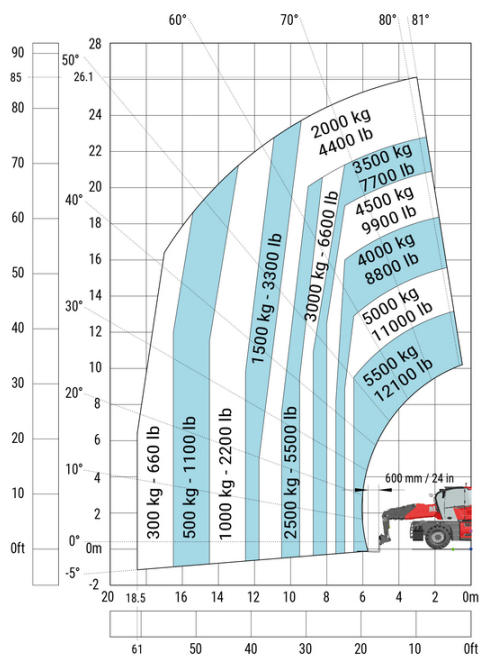 60°
70°
80°
81°
90
28
50°
85
26.1
80
24
2000 kg
4400 lb
70
22
3500 kg
7700 lb
20
4500 kg
9900 lb
40°
60
18
3000 kg - 6600 lb
4000 kg
8800 lb
50
16
14
1500 kg - 3300 lb
30°
5000 kg
11000 lb
40
12
10
5500 kg
12100 lb
30
20°
8
300 kg - 660 lb
500 kg - 1100 lb
1000 kg - 2200 lb
2500 kg - 5500 lb
20
6
10°
4
600 mm / 24 in
10
2
0ft
0°
0m
-5°
-2
20
18.5
16
14
12
10
8
6
4
2
0m
61
50
40
30
20
10
0ft